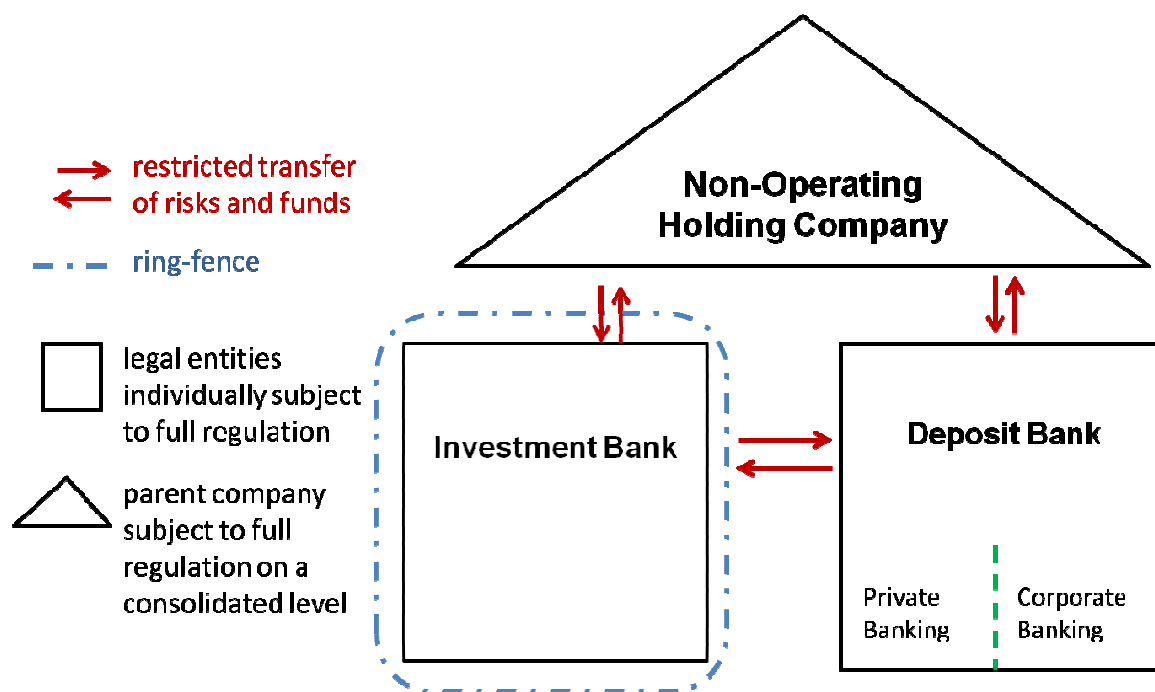 restricted transfer
of risks and funds
ring-fence
legal entities
individually subject
to full regulation
parent company
subject to full
regulation on a
consolidated level
Non-Operating
Holding Company
Investment Bank
Deposit Bank
Private
Banking
Corporate
Banking